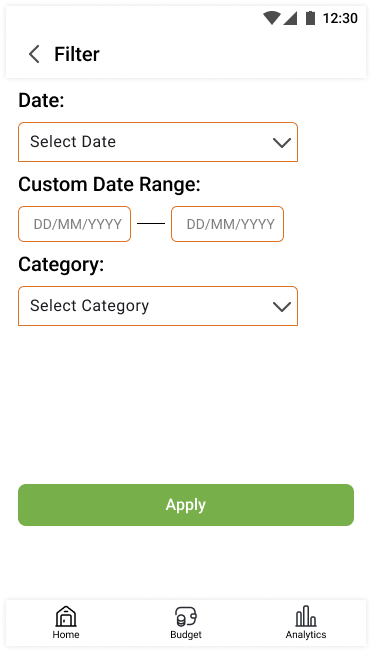 12:30
Filter
Date:
Select Date
Custom Date Range:
DD/MM/YYYY DD/MM/YYYY
Category:
Select Category
Apply
Home Budget Analytics